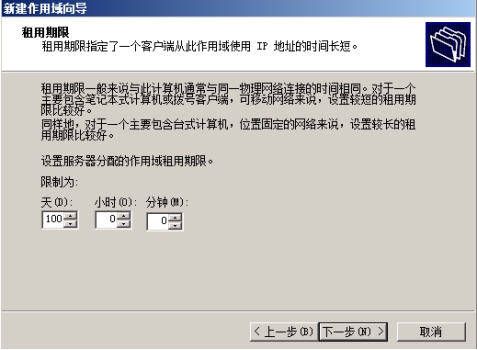 新建作用域向导
租用期限
租用期限指定了一个客户端从此作用域使用 IP 地址的时间长短。
租用期限一般来说与此计算机通常与同一物理网络连接的时间相同。对于一个
主要包含笔记本式计算机或拨号客户端，可移动网络来说，设置较短的租用期
限比较好。
同样地，对于一个主要包含台式计算机，位置固定的网络来说，设置较长的租
用期限比较好。
设置服务器分配的作用域租用期限。
限制为:
天(D): 小时(O): 分钟(M):
100 0 0
< 上一步(B) 下一步(N) > 取消